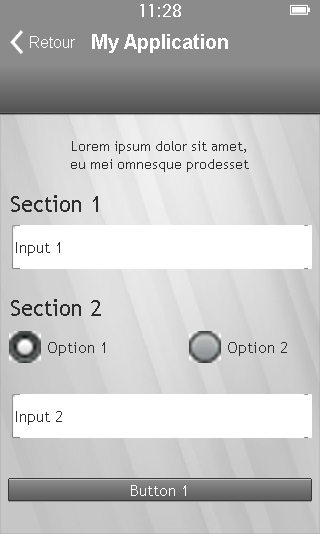 11:28
Retour My Application
Lorem ipsum dolor sit amet,
eu mei omnesque prodesset
Section 1
Input 1
Section 2
Option 1 Option 2
Input 2
Button 1